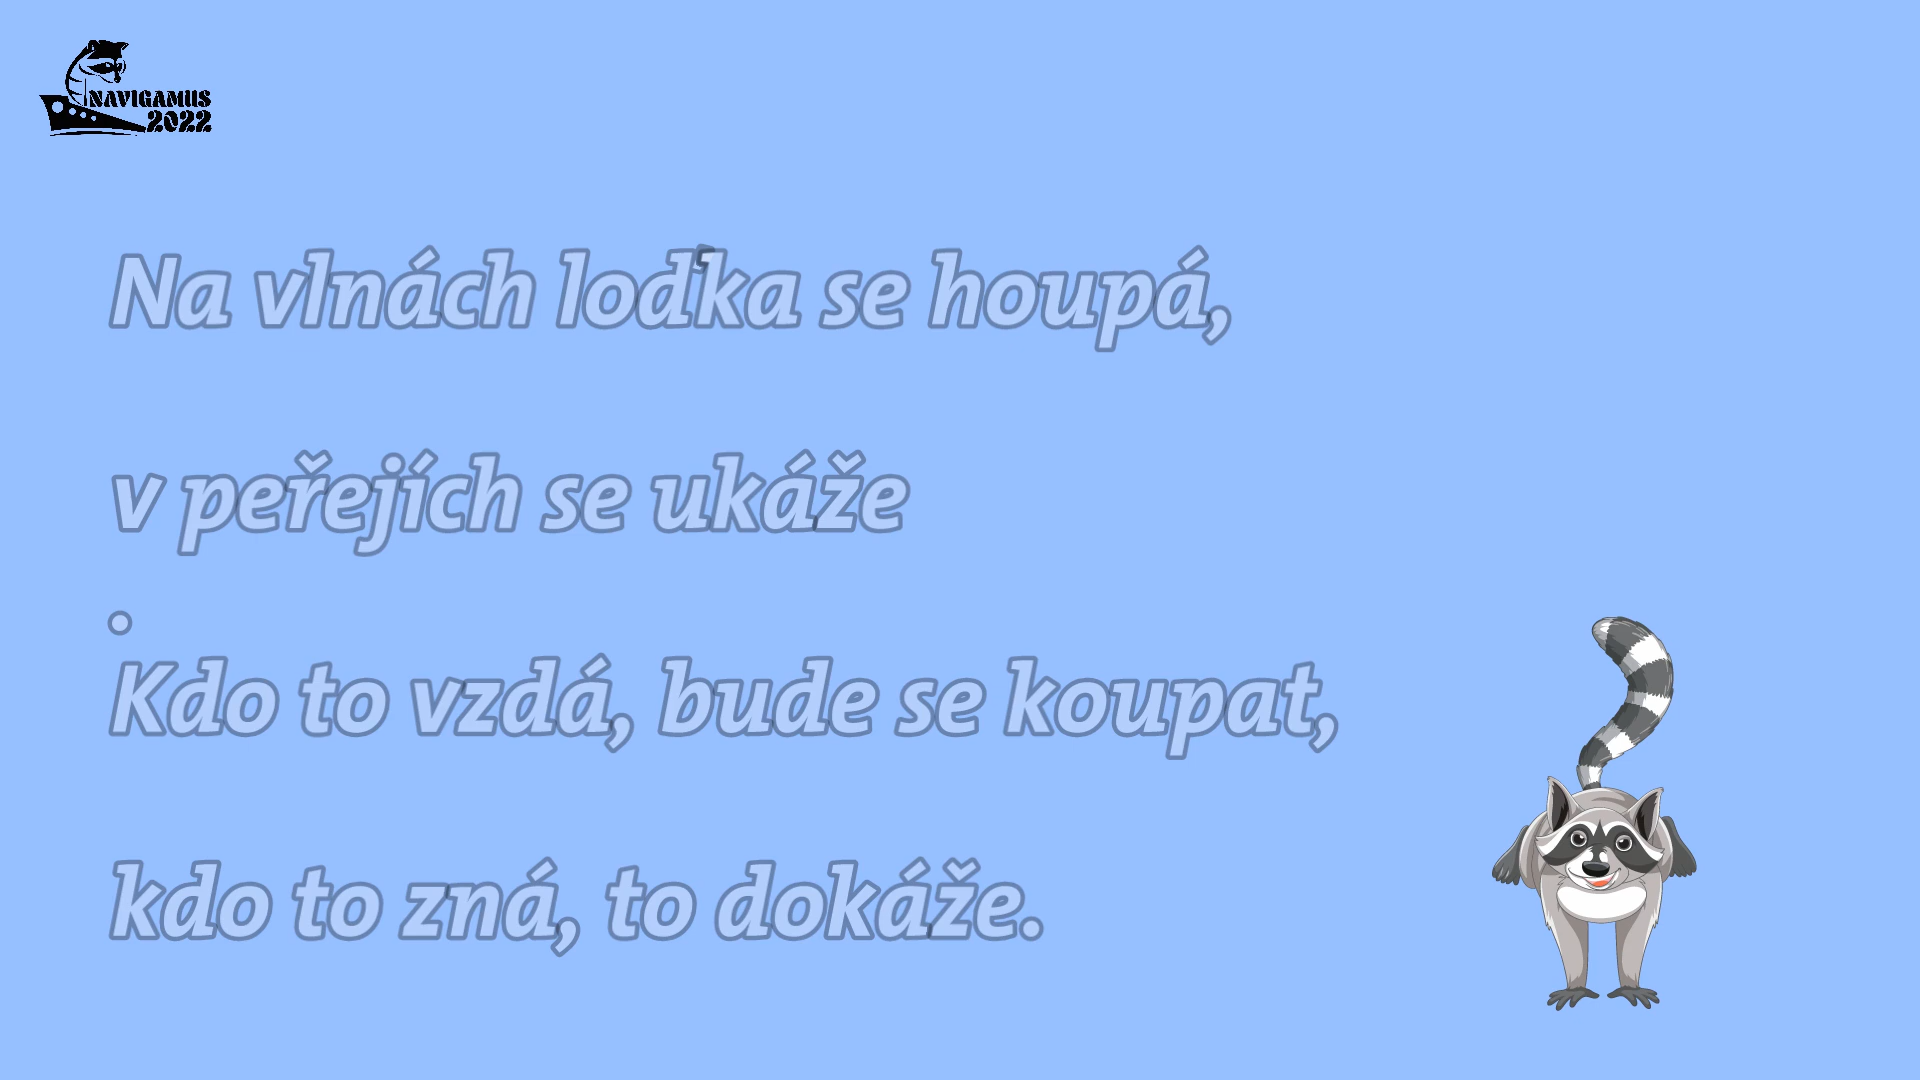 NAVIGAMUS
2022
Na vlnách loďka se houpá,
v peřejích se ukáže
.
Kdo to vzdá, bude se koupat,
kdo to zná, to dokáže.